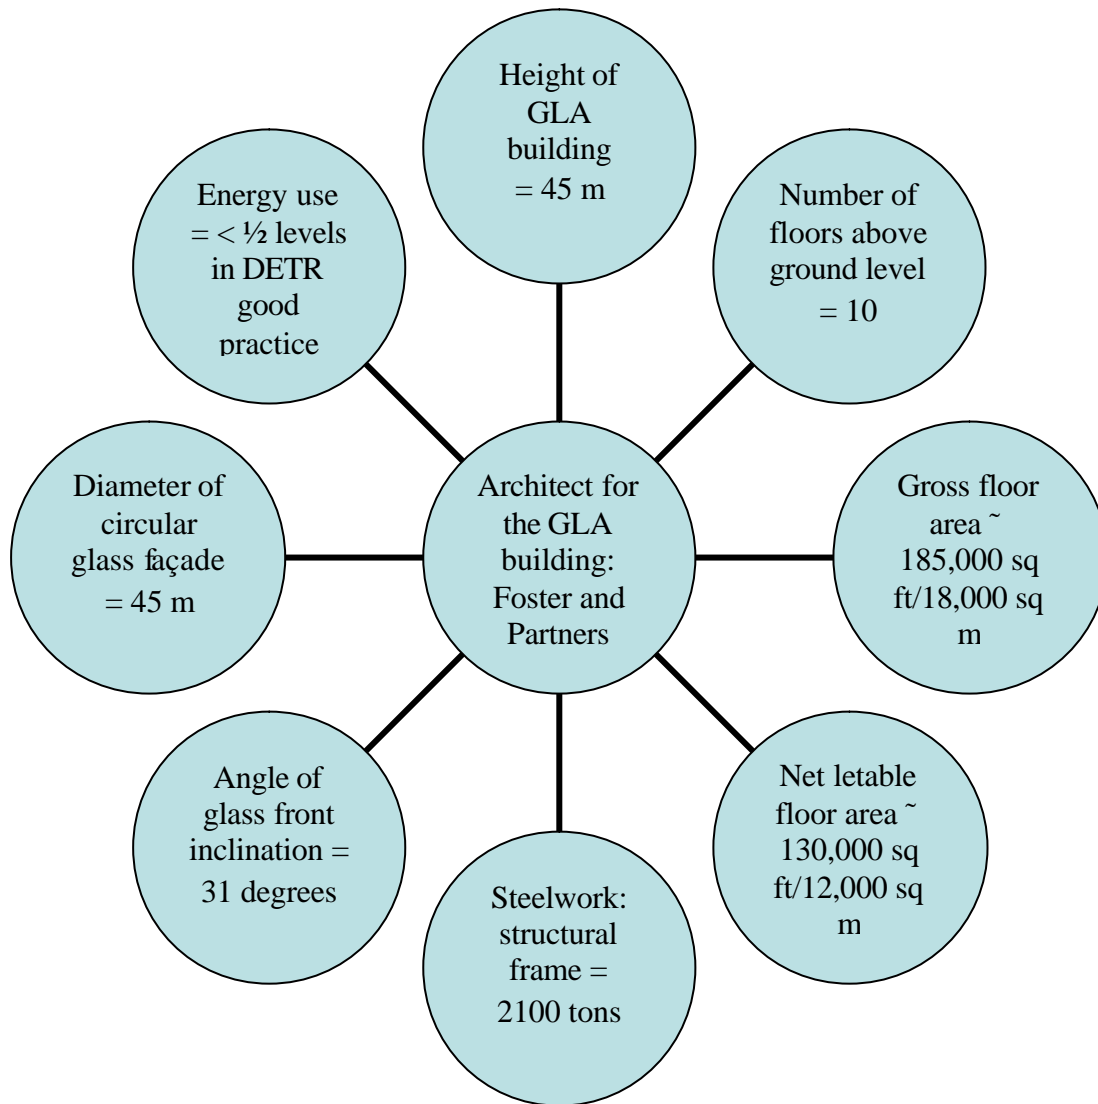 Height of
GLA
building
= 45 m
Number of
floors above
ground level
= 10
Gross floor
area ˜
185,000 sq
ft/18,000 sq
m
Net letable
floor area ˜
130,000 sq
ft/12,000 sq
m
Steelwork:
structural
frame =
2100 tons
Angle of
glass front
inclination =
31 degrees
Diameter of
circular
glass façade
= 45 m
Energy use
= < ½ levels
in DETR
good
practice
Architect for
the GLA
building:
Foster and
Partners